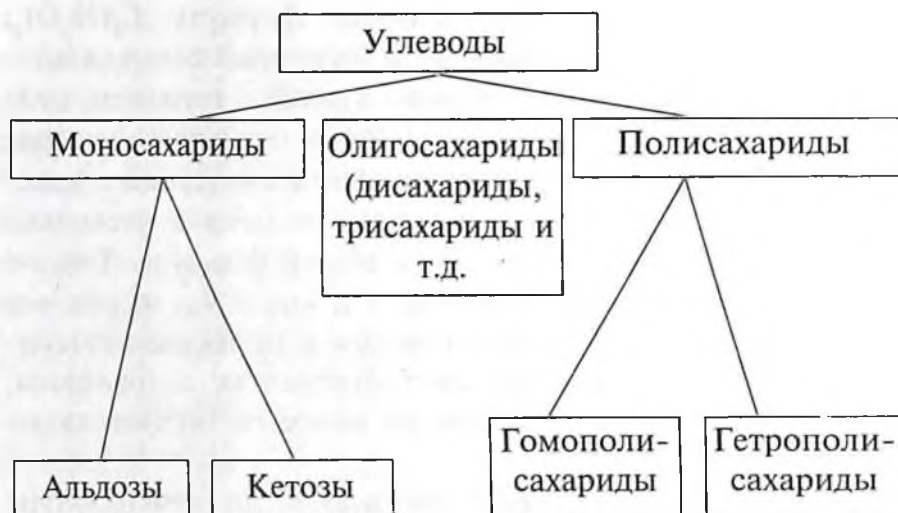 Углеводы
Моносахариды
Олигосахариды
(дисахариды,
трисахариды и
т.д.
Полисахариды
Альдозы
Кетозы
Гомополи-
сахариды
Гетрополи-
сахариды